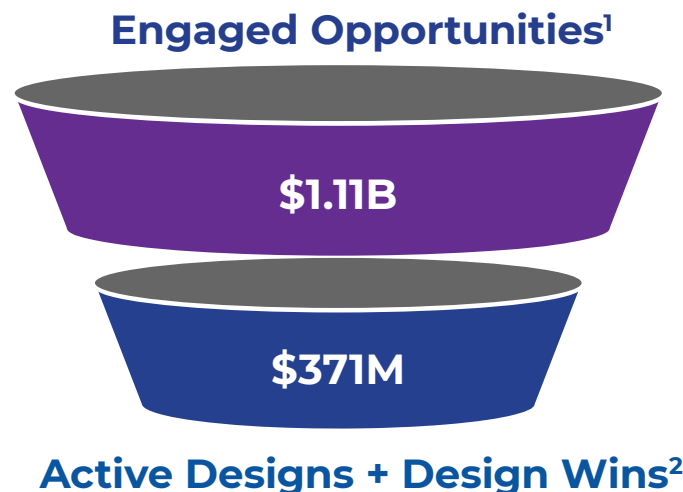 Engaged Opportunities¹
$1.11B
$371M
Active Designs + Design Wins²